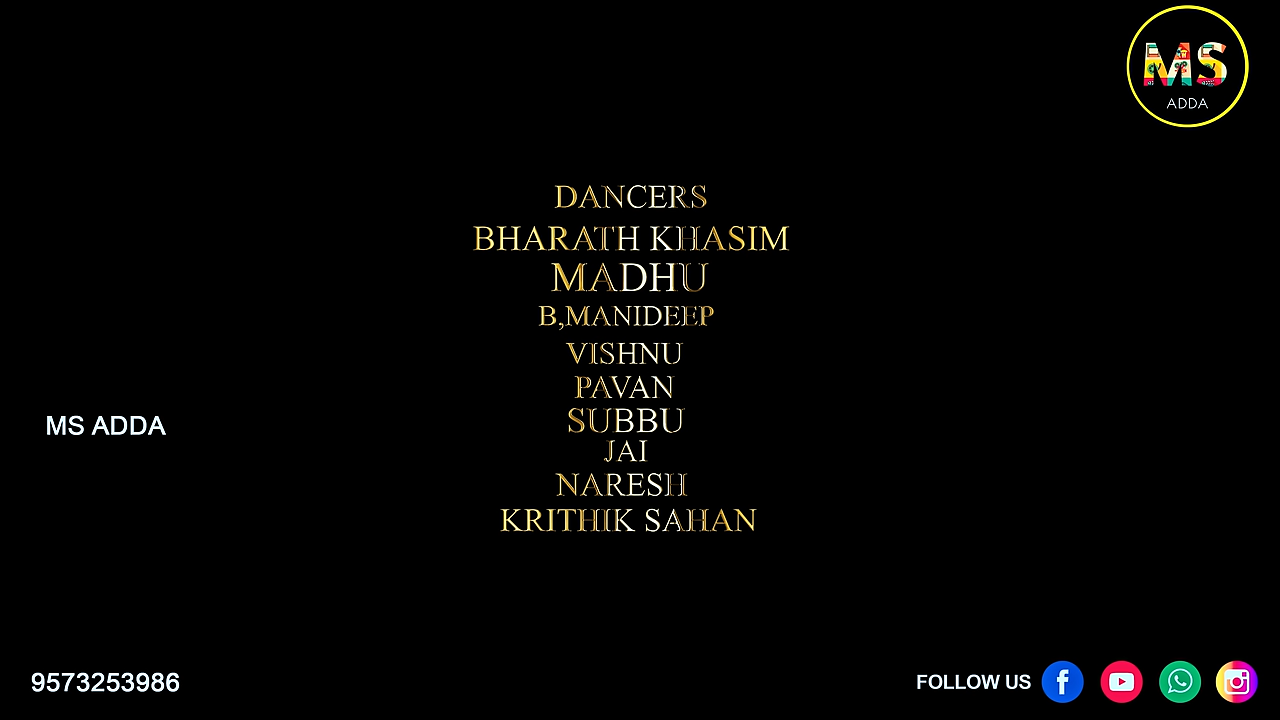 MS
ADDA
DANCERS
BHARATH KHASIM
MADHU
B,MANIDEEP
VISHNU
PAVAN
SUBBU
JAI
NARESH
KRITHIK SAHAN
MS ADDA
9573253986
FOLLOW US